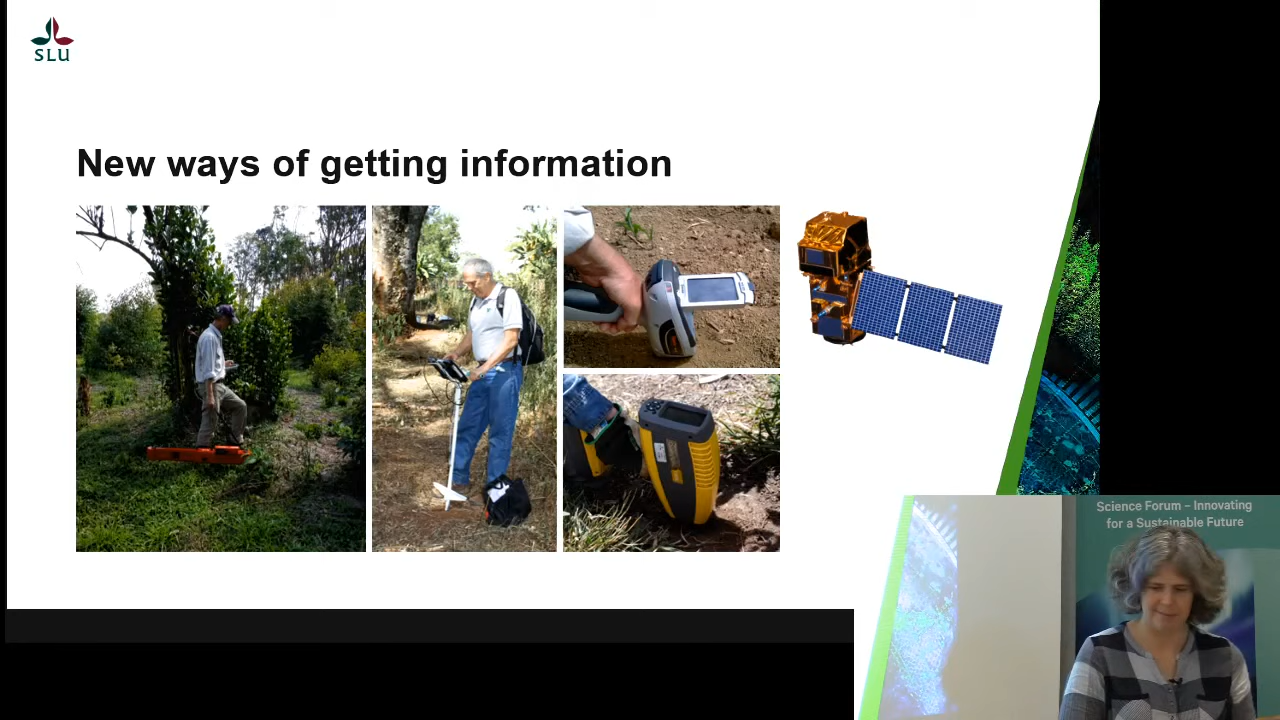 SLU
New ways of getting information
Science Forum – Innovating
for a Sustainable Future